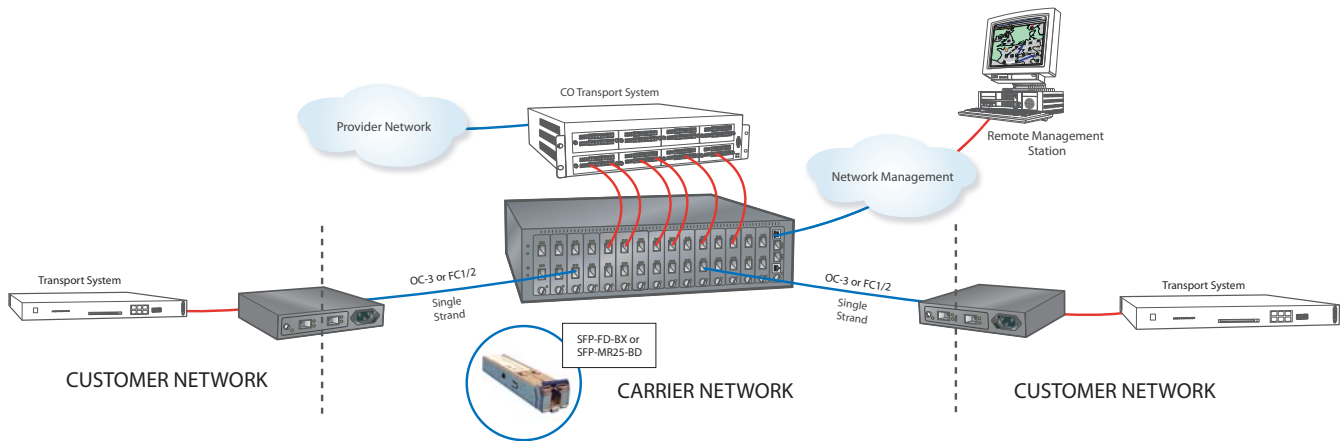 CO Transport System
Provider Network
Remote Management
Station
Network Management
Transport System
OC-3 or FC1/2
Single
Strand
OC-3 or FC1/2
Single
Strand
Transport System
SFP-FD-BX or
SFP-MR25-BD
CUSTOMER NETWORK
CARRIER NETWORK
CUSTOMER NETWORK